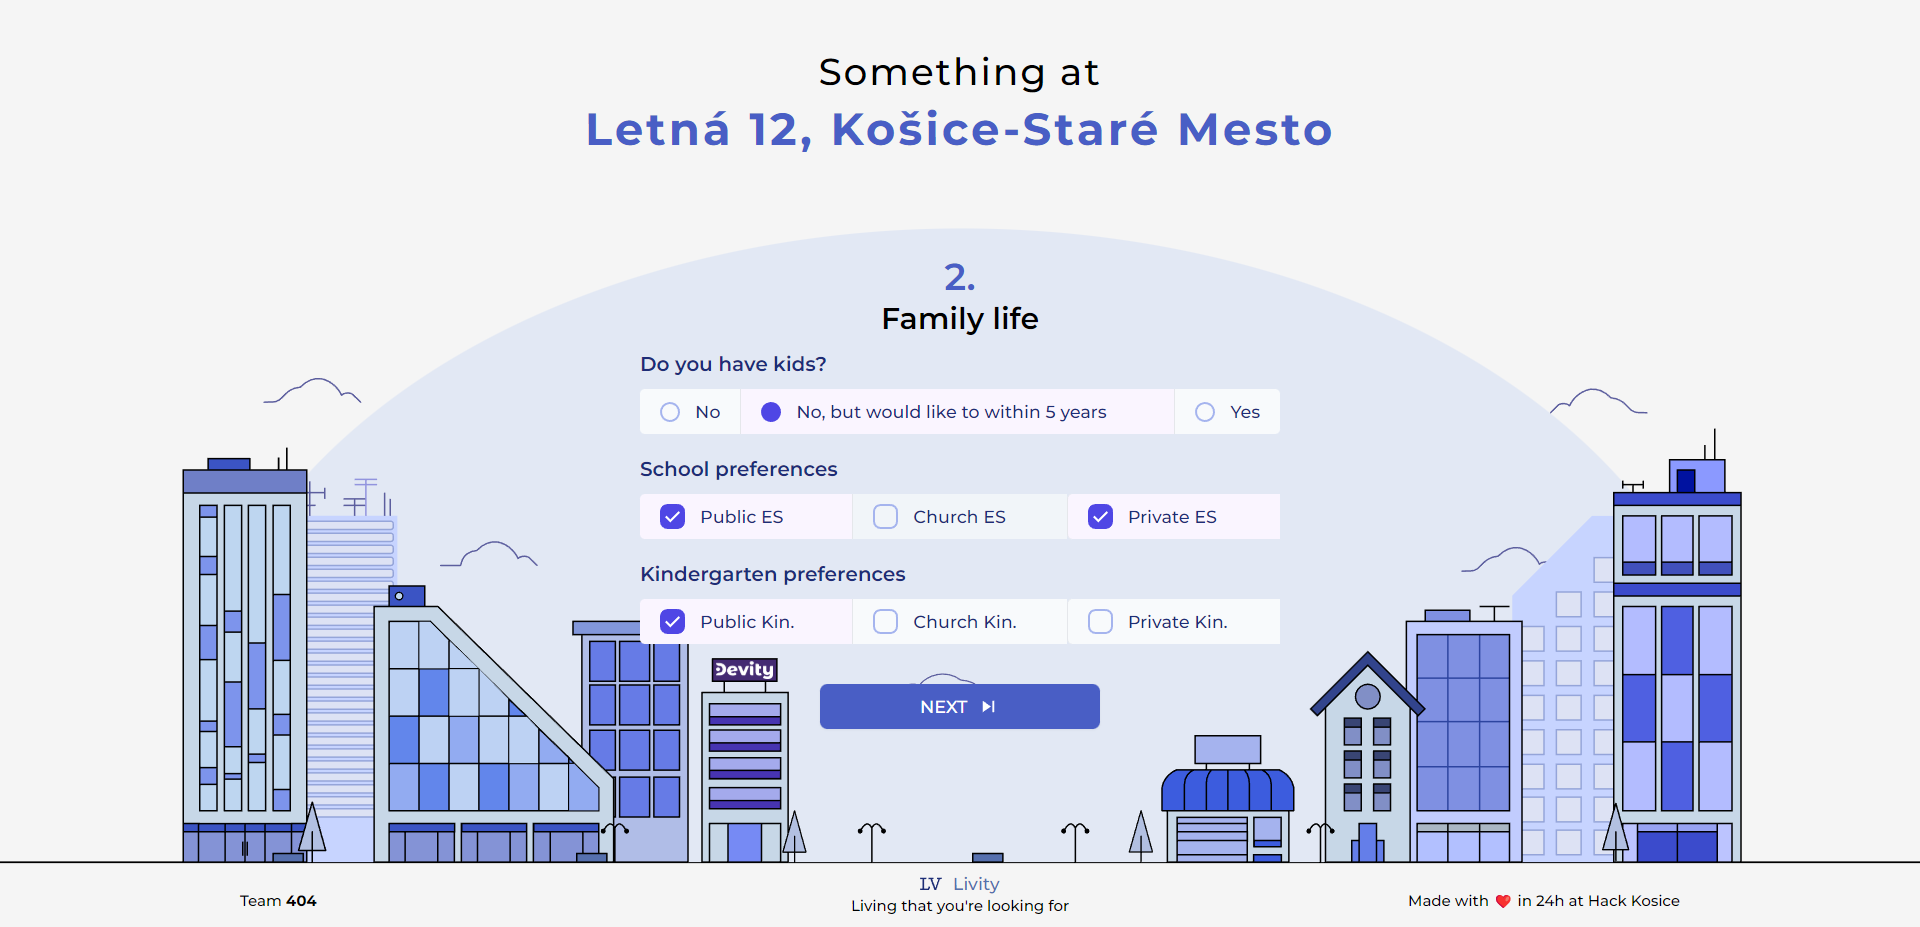 Something at
Letná 12, Košice-Staré Mesto
2.
Family life
Do you have kids?
No
No, but would like to within 5 years
Yes
School preferences
Public ES
Church ES
Private ES
Kindergarten preferences
Public Kin.
Church Kin.
Private Kin.
Devity
NEXT
Team 404
LV Livity
Living that you're looking for
Made with ❤️ in 24h at Hack Kosice